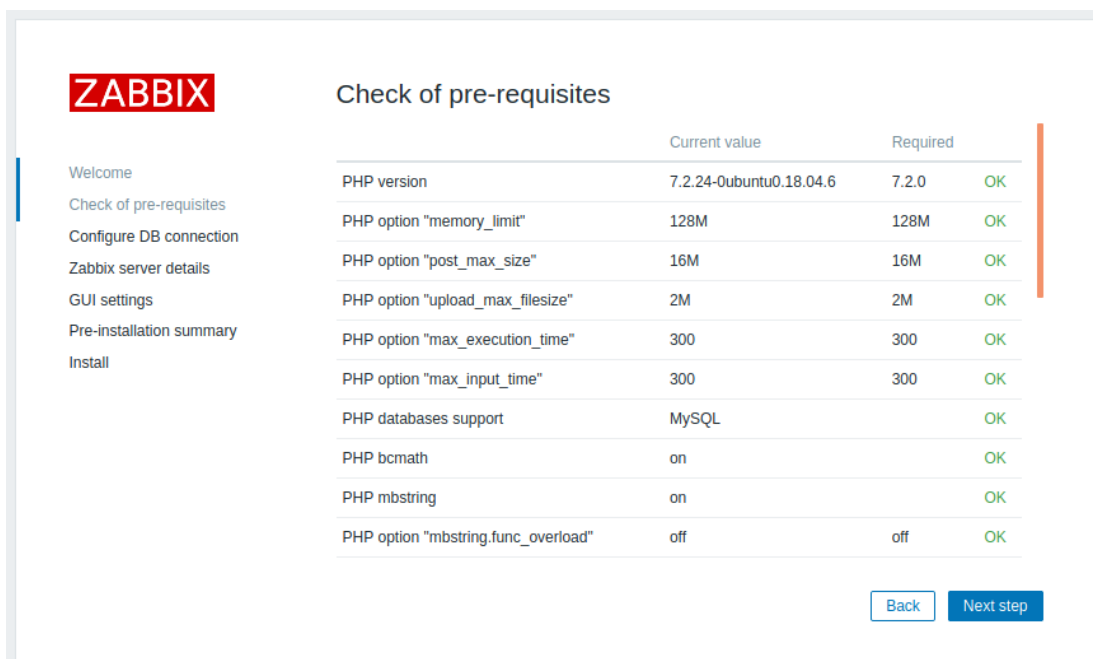 ZABBIX
Welcome
Check of pre-requisites
Configure DB connection
Zabbix server details
GUI settings
Pre-installation summary
Install
Check of pre-requisites
Current value Required
PHP version 7.2.24-0ubuntu0.18.04.6 7.2.0 OK
PHP option "memory_limit" 128M 128M OK
PHP option "post_max_size" 16M 16M OK
PHP option "upload_max_filesize" 2M 2M OK
PHP option "max_execution_time" 300 300 OK
PHP option "max_input_time" 300 300 OK
PHP databases support MySQL OK
PHP bcmath on OK
PHP mbstring on OK
PHP option "mbstring.func_overload" off off OK
Back Next step